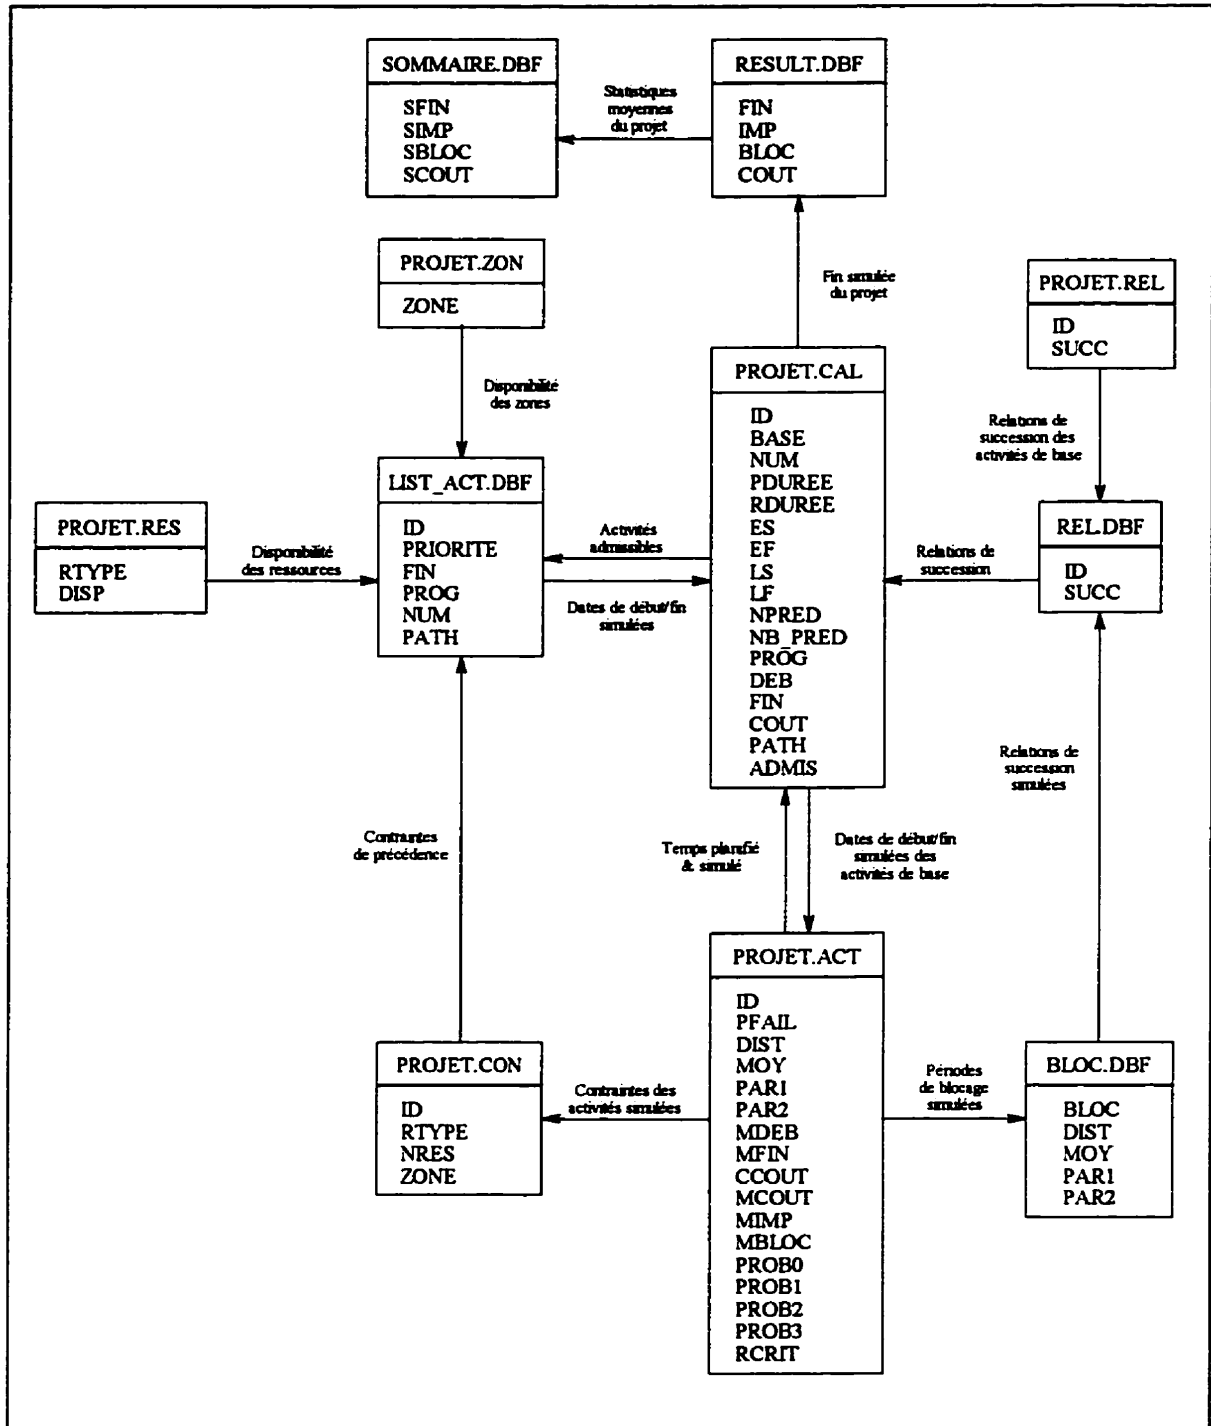 SOMMAIRE.DBF
SFIN
SIMP
SBLOC
SCOUT
Statistiques
moyennes
du projet
RESULT.DBF
FIN
IMP
BLOC
COUT
PROJET.ZON
ZONE
Fin simulée
du projet
PROJET.REL
ID
SUCC
Disponibilité
des zones
PROJET.CAL
ID
BASE
NUM
PDUREE
RDUREE
ES
EF
LS
LF
NPRED
NB_PRED
PROG
DEB
FIN
COUT
PATH
ADMIS
Relations de
succession des
activités de base
LIST_ACT.DBF
ID
PRIORITE
FIN
PROG
NUM
PATH
PROJET.RES
RTYPE
DISP
Disponibilité
des ressources
Activités
admissibles
Dates de début/fin
simulées
Relations de
succession
REL.DBF
ID
SUCC
Relations de
succession
simulées
Contraintes
de précédence
Temps planifié
& simulé
Dates de début/fin
simulées des
activités de base
PROJET.ACT
ID
PFAIL
DIST
MOY
PAR1
PAR2
MDEB
MFIN
CCOUT
MCOUT
MIMP
MBLOC
PROB0
PROB1
PROB2
PROB3
RCRIT
PROJET.CON
ID
RTYPE
NRES
ZONE
Contraintes des
activités simulées
Périodes
de blocage
simulées
BLOC.DBF
BLOC
DIST
MOY
PAR1
PAR2